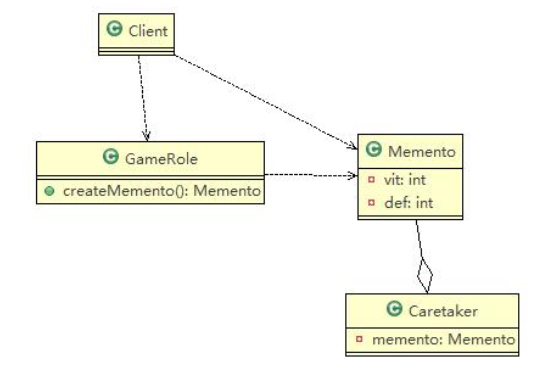 C Client
C GameRole
createMemento(): Memento
C Memento
vit: int
def: int
C Caretaker
memento: Memento